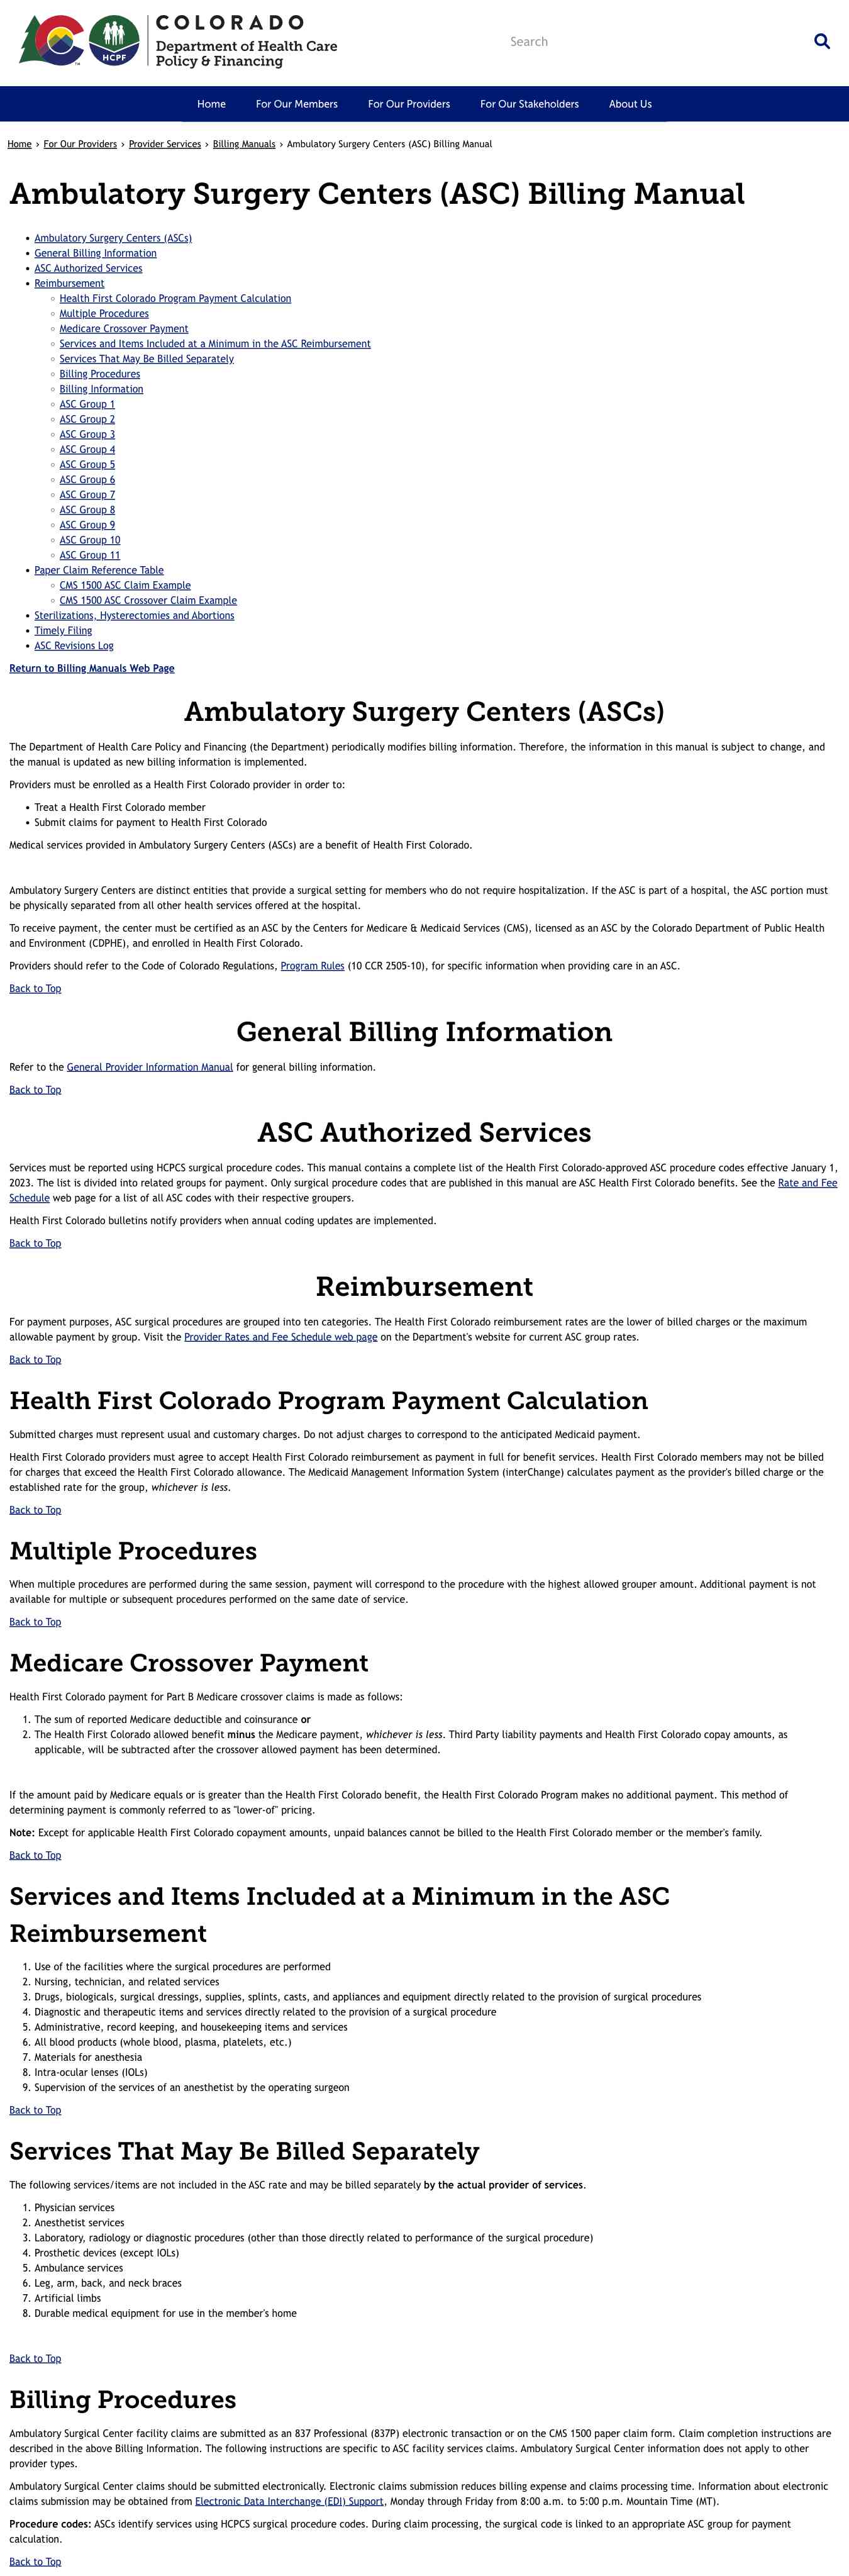 COLORADO
Department of Health Care
Policy & Financing
HCPF
TM
Search
Home For Our Members For Our Providers For Our Stakeholders About Us
Home › For Our Providers › Provider Services › Billing Manuals › Ambulatory Surgery Centers (ASC) Billing Manual
Ambulatory Surgery Centers (ASC) Billing Manual
• Ambulatory Surgery Centers (ASCs)
• General Billing Information
• ASC Authorized Services
• Reimbursement
◦ Health First Colorado Program Payment Calculation
◦ Multiple Procedures
◦ Medicare Crossover Payment
◦ Services and Items Included at a Minimum in the ASC Reimbursement
◦ Services That May Be Billed Separately
◦ Billing Procedures
◦ Billing Information
◦ ASC Group 1
◦ ASC Group 2
◦ ASC Group 3
◦ ASC Group 4
◦ ASC Group 5
◦ ASC Group 6
◦ ASC Group 7
◦ ASC Group 8
◦ ASC Group 9
◦ ASC Group 10
◦ ASC Group 11
• Paper Claim Reference Table
◦ CMS 1500 ASC Claim Example
◦ CMS 1500 ASC Crossover Claim Example
• Sterilizations, Hysterectomies and Abortions
• Timely Filing
• ASC Revisions Log
Return to Billing Manuals Web Page
Ambulatory Surgery Centers (ASCs)
The Department of Health Care Policy and Financing (the Department) periodically modifies billing information. Therefore, the information in this manual is subject to change, and
the manual is updated as new billing information is implemented.
Providers must be enrolled as a Health First Colorado provider in order to:
• Treat a Health First Colorado member
• Submit claims for payment to Health First Colorado
Medical services provided in Ambulatory Surgery Centers (ASCs) are a benefit of Health First Colorado.
Ambulatory Surgery Centers are distinct entities that provide a surgical setting for members who do not require hospitalization. If the ASC is part of a hospital, the ASC portion must
be physically separated from all other health services offered at the hospital.
To receive payment, the center must be certified as an ASC by the Centers for Medicare & Medicaid Services (CMS), licensed as an ASC by the Colorado Department of Public Health
and Environment (CDPHE), and enrolled in Health First Colorado.
Providers should refer to the Code of Colorado Regulations, Program Rules (10 CCR 2505-10), for specific information when providing care in an ASC.
Back to Top
General Billing Information
Refer to the General Provider Information Manual for general billing information.
Back to Top
ASC Authorized Services
Services must be reported using HCPCS surgical procedure codes. This manual contains a complete list of the Health First Colorado-approved ASC procedure codes effective January 1,
2023. The list is divided into related groups for payment. Only surgical procedure codes that are published in this manual are ASC Health First Colorado benefits. See the Rate and Fee
Schedule web page for a list of all ASC codes with their respective groupers.
Health First Colorado bulletins notify providers when annual coding updates are implemented.
Back to Top
Reimbursement
For payment purposes, ASC surgical procedures are grouped into ten categories. The Health First Colorado reimbursement rates are the lower of billed charges or the maximum
allowable payment by group. Visit the Provider Rates and Fee Schedule web page on the Department's website for current ASC group rates.
Back to Top
Health First Colorado Program Payment Calculation
Submitted charges must represent usual and customary charges. Do not adjust charges to correspond to the anticipated Medicaid payment.
Health First Colorado providers must agree to accept Health First Colorado reimbursement as payment in full for benefit services. Health First Colorado members may not be billed
for charges that exceed the Health First Colorado allowance. The Medicaid Management Information System (interChange) calculates payment as the provider's billed charge or the
established rate for the group, whichever is less.
Back to Top
Multiple Procedures
When multiple procedures are performed during the same session, payment will correspond to the procedure with the highest allowed grouper amount. Additional payment is not
available for multiple or subsequent procedures performed on the same date of service.
Back to Top
Medicare Crossover Payment
Health First Colorado payment for Part B Medicare crossover claims is made as follows:
1. The sum of reported Medicare deductible and coinsurance or
2. The Health First Colorado allowed benefit minus the Medicare payment, whichever is less. Third Party liability payments and Health First Colorado copay amounts, as
applicable, will be subtracted after the crossover allowed payment has been determined.
If the amount paid by Medicare equals or is greater than the Health First Colorado benefit, the Health First Colorado Program makes no additional payment. This method of
determining payment is commonly referred to as "lower-of" pricing.
Note: Except for applicable Health First Colorado copayment amounts, unpaid balances cannot be billed to the Health First Colorado member or the member's family.
Back to Top
Services and Items Included at a Minimum in the ASC
Reimbursement
1. Use of the facilities where the surgical procedures are performed
2. Nursing, technician, and related services
3. Drugs, biologicals, surgical dressings, supplies, splints, casts, and appliances and equipment directly related to the provision of surgical procedures
4. Diagnostic and therapeutic items and services directly related to the provision of a surgical procedure
5. Administrative, record keeping, and housekeeping items and services
6. All blood products (whole blood, plasma, platelets, etc.)
7. Materials for anesthesia
8. Intra-ocular lenses (IOLs)
9. Supervision of the services of an anesthetist by the operating surgeon
Back to Top
Services That May Be Billed Separately
The following services/items are not included in the ASC rate and may be billed separately by the actual provider of services.
1. Physician services
2. Anesthetist services
3. Laboratory, radiology or diagnostic procedures (other than those directly related to performance of the surgical procedure)
4. Prosthetic devices (except IOLs)
5. Ambulance services
6. Leg, arm, back, and neck braces
7. Artificial limbs
8. Durable medical equipment for use in the member's home
Back to Top
Billing Procedures
Ambulatory Surgical Center facility claims are submitted as an 837 Professional (837P) electronic transaction or on the CMS 1500 paper claim form. Claim completion instructions are
described in the above Billing Information. The following instructions are specific to ASC facility services claims. Ambulatory Surgical Center information does not apply to other
provider types.
Ambulatory Surgical Center claims should be submitted electronically. Electronic claims submission reduces billing expense and claims processing time. Information about electronic
claims submission may be obtained from Electronic Data Interchange (EDI) Support, Monday through Friday from 8:00 a.m. to 5:00 p.m. Mountain Time (MT).
Procedure codes: ASCs identify services using HCPCS surgical procedure codes. During claim processing, the surgical code is linked to an appropriate ASC group for payment
calculation.
Back to Top